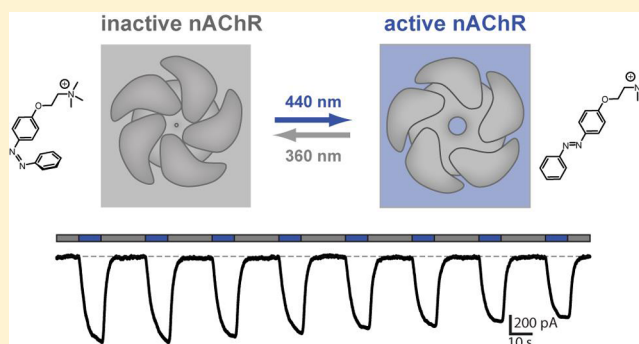 inactive nAChR
active nAChR
440 nm
360 nm
⊕
N
O
N
N
⊕
N
O
N=N
200 pA
10 s